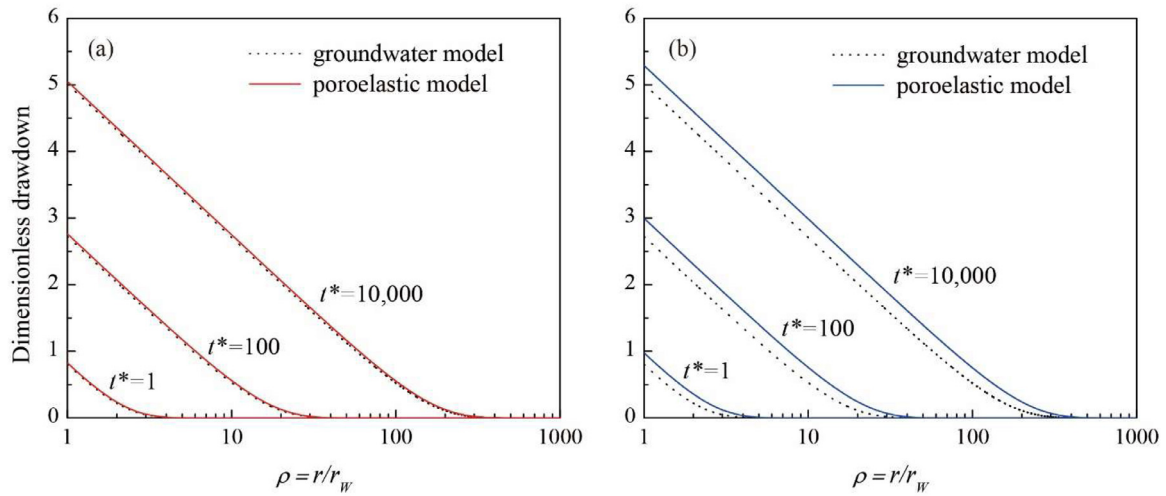 (a)
groundwater model
poroelastic model
Dimensionless drawdown
6
5
4
3
2
1
0
t*=10,000
t*=100
t*=1
1
10
100
1000
ρ = r/r_W
(b)
groundwater model
poroelastic model
6
5
4
3
2
1
0
t*=10,000
t*=100
t*=1
1
10
100
1000
ρ = r/r_W